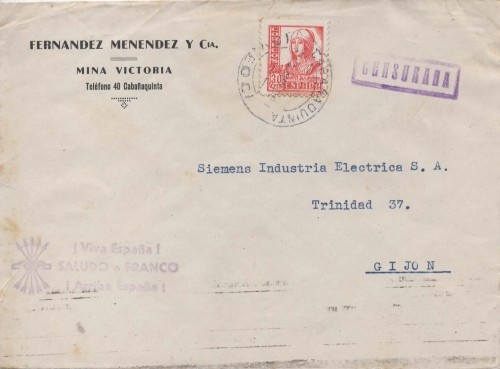 FERNANDEZ MENENDEZ Y Cia.
MINA VICTORIA
Teléfono 40 Cabañaquinta
CENSURADA
Siemens Industria Electrica S. A.
Trinidad 37.
GIJON
¡ Viva España !
SALUDO a FRANCO
¡ Arriba España !